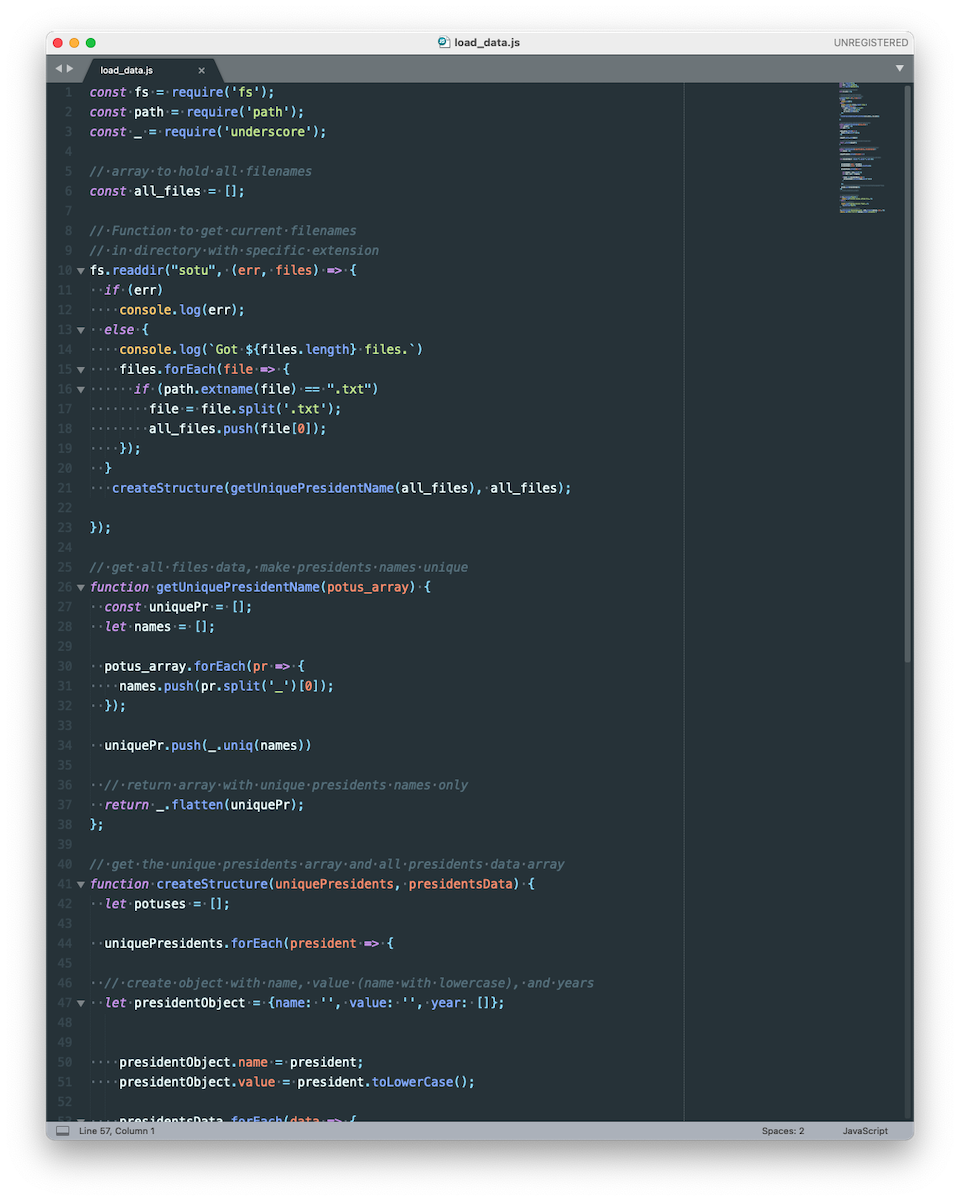 load_data.js
UNREGISTERED
load_data.js ×
1 const fs = require('fs');
2 const path = require('path');
3 const _ = require('underscore');
4
5 // array to hold all filenames
6 const all_files = [];
7
8 // Function to get current filenames
9 // in directory with specific extension
10 fs.readdir("sotu", (err, files) => {
11   if (err)
12     console.log(err);
13   else {
14     console.log(`Got ${files.length} files.`)
15     files.forEach(file => {
16       if (path.extname(file) == ".txt")
17         file = file.split('.txt');
18         all_files.push(file[0]);
19     });
20   }
21    createStructure(getUniquePresidentName(all_files), all_files);
22
23 });
24
25 // get all files data, make presidents names unique
26 function getUniquePresidentName(potus_array) {
27   const uniquePr = [];
28   let names = [];
29
30   potus_array.forEach(pr => {
31     names.push(pr.split('_')[0]);
32   });
33
34   uniquePr.push(_.uniq(names))
35
36   // return array with unique presidents names only
37   return _.flatten(uniquePr);
38 };
39
40 // get the unique presidents array and all presidents data array
41 function createStructure(uniquePresidents, presidentsData) {
42   let potuses = [];
43
44   uniquePresidents.forEach(president => {
45
46   // create object with name, value (name with lowercase), and years
47   let presidentObject = {name: '', value: '', year: []};
48
49
50     presidentObject.name = president;
51     presidentObject.value = president.toLowerCase();
52
53     presidentsData.forEach(data => {
Line 57, Column 1
Spaces: 2
JavaScript